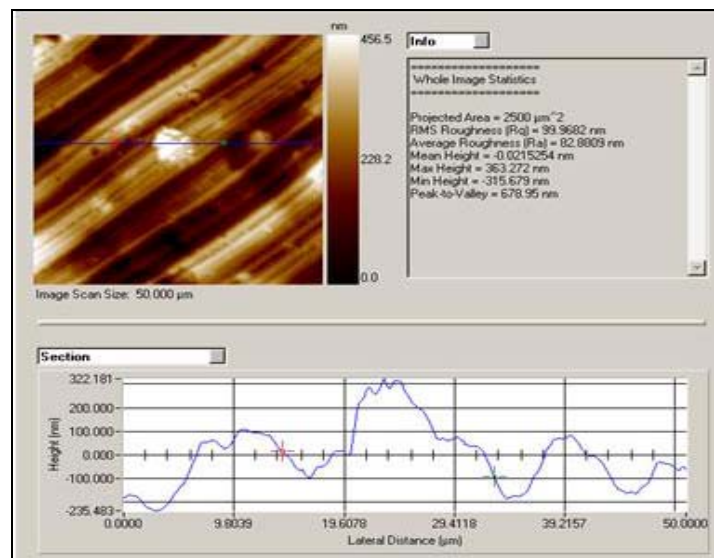 nm
456.5
228.2
0.0
Image Scan Size: 50.000 µm
Info
===================
Whole Image Statistics
===================
Projected Area = 2500 µm^2
RMS Roughness (Rq) = 99.9682 nm
Average Roughness (Ra) = 82.8809 nm
Mean Height = -0.0215254 nm
Max Height = 363.272 nm
Min Height = -315.679 nm
Peak-to-Valley = 678.95 nm
Section
322.181
200.000
100.000
0.000
-100.000
-235.483
Height (nm)
0.0000
9.8039
19.6078
29.4118
39.2157
50.0000
Lateral Distance (µm)